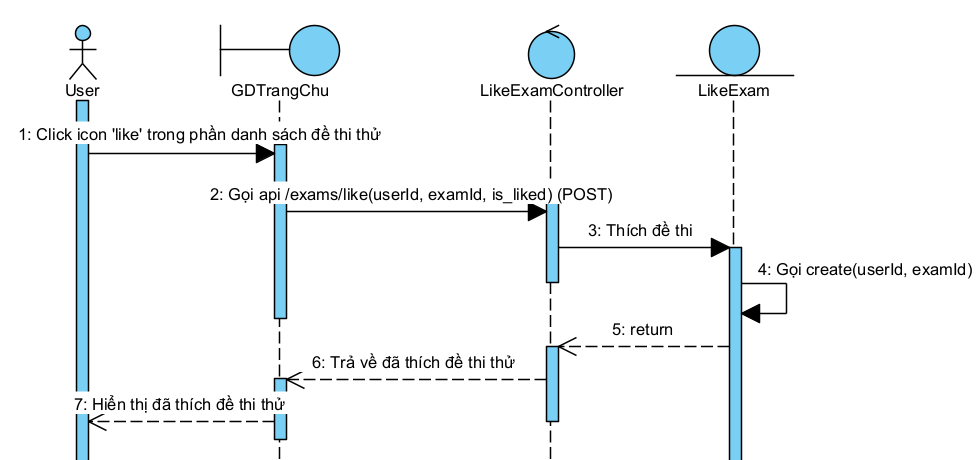 User
GDTrangChu
LikeExamController
LikeExam
1: Click icon 'like' trong phần danh sách đề thi thử
2: Gọi api /exams/like(userId, examId, is_liked) (POST)
3: Thích đề thi
4: Gọi create(userId, examId)
5: return
6: Trả về đã thích đề thi thử
7: Hiển thị đã thích đề thi thử